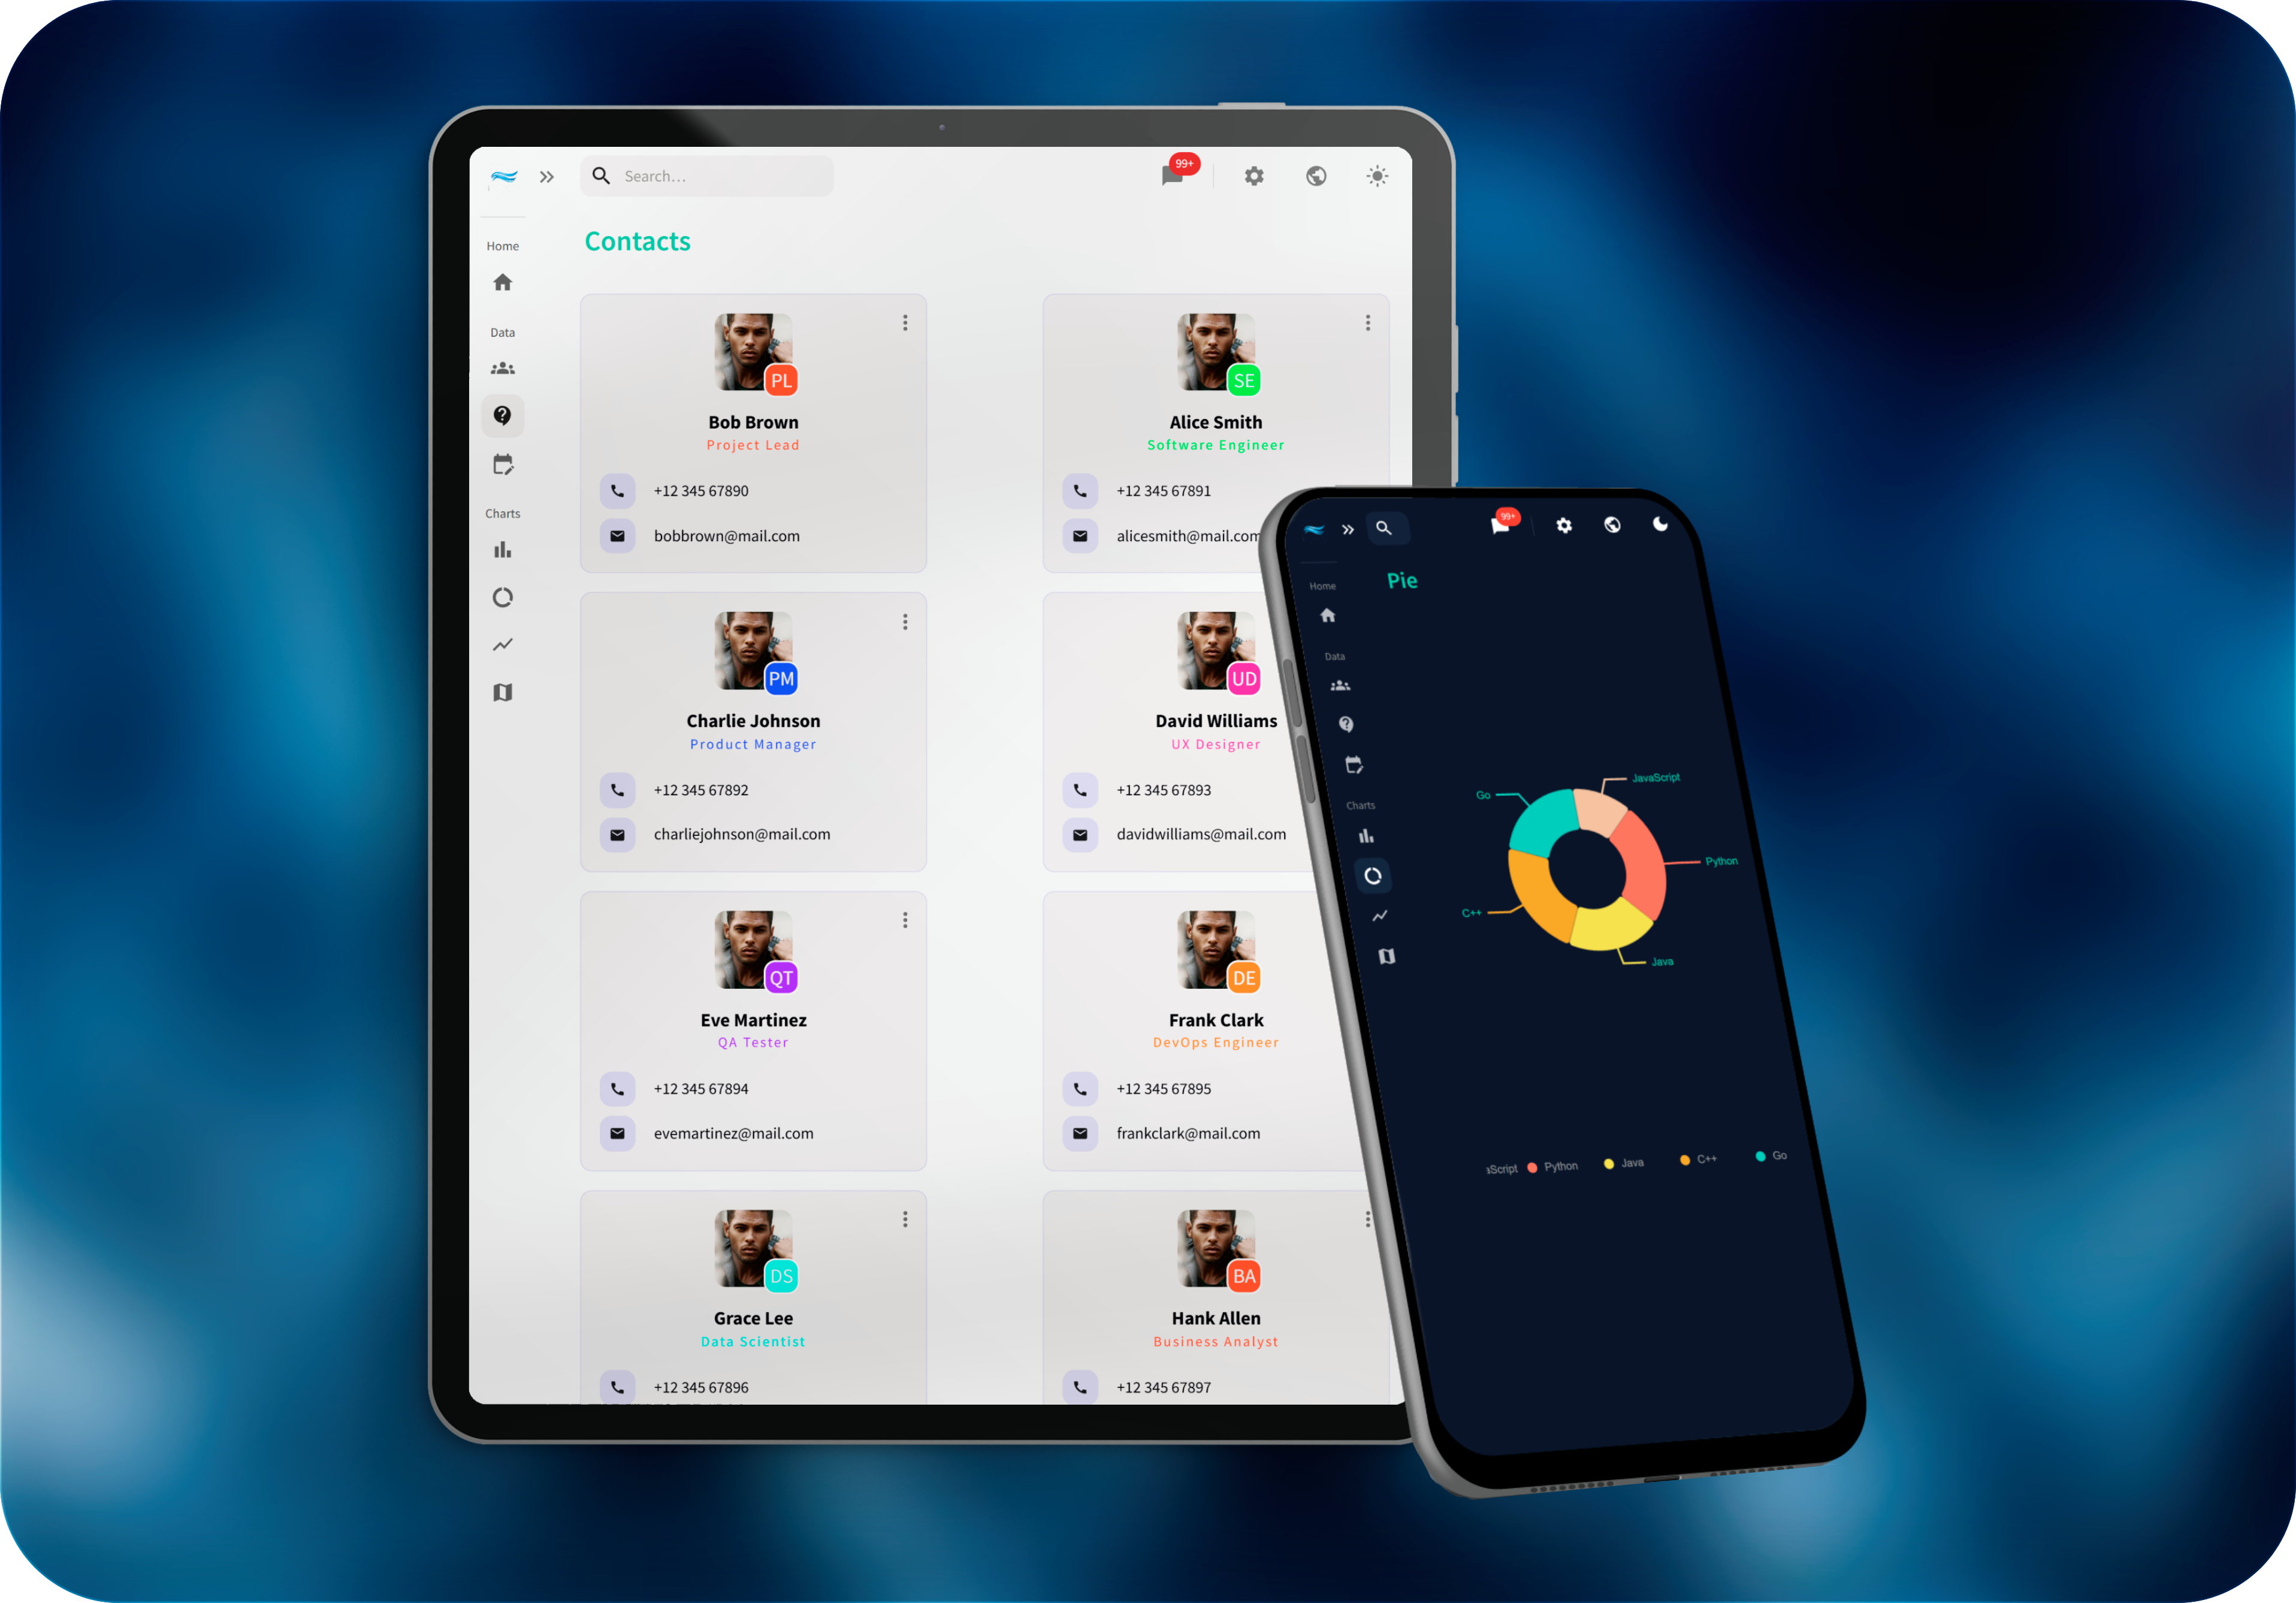 99+
Search...
Contacts
Home
Data
Charts
PL
Bob Brown
Project Lead
+12 345 67890
bobbrown@mail.com
SE
Alice Smith
Software Engineer
+12 345 67891
alicesmith@mail.com
PM
Charlie Johnson
Product Manager
+12 345 67892
charliejohnson@mail.com
UD
David Williams
UX Designer
+12 345 67893
davidwilliams@mail.com
QT
Eve Martinez
QA Tester
+12 345 67894
evemartinez@mail.com
DE
Frank Clark
DevOps Engineer
+12 345 67895
frankclark@mail.com
DS
Grace Lee
Data Scientist
+12 345 67896
BA
Hank Allen
Business Analyst
+12 345 67897
99+
Pie
Home
Data
Charts
JavaScript
Go
Python
C++
Java
aScript Python Java C++ Go